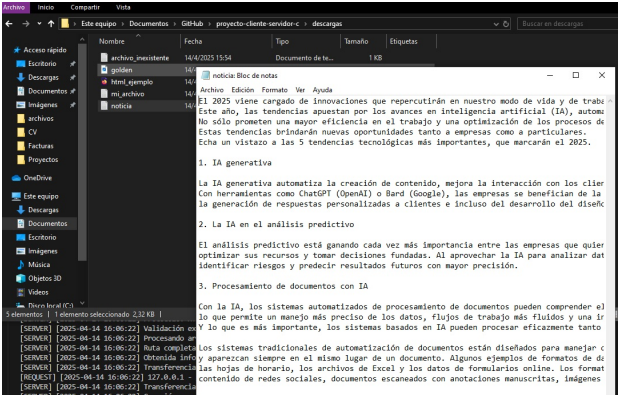 Archivo Inicio Compartir Vista
Este equipo › Documentos › GitHub › proyecto-cliente-servidor-c › descargas
Buscar en descargas
Nombre Fecha Tipo Tamaño Etiquetas
Acceso rápido
Escritorio
Descargas
Documentos
Imágenes
archivos
CV
Facturas
Proyectos
OneDrive
Este equipo
Descargas
Documentos
Escritorio
Imágenes
Música
Objetos 3D
Videos
Disco local (C:)
archivo_inexistente 14/4/2025 15:54 Documento de te... 1 KB
golden 14/4
html_ejemplo 14/4
mi_archivo 14/4
noticia 14/4
5 elementos 1 elemento seleccionado 2,32 KB
noticia: Bloc de notas
Archivo Edición Formato Ver Ayuda
El 2025 viene cargado de innovaciones que repercutirán en nuestro modo de vida y de traba
Este año, las tendencias apuestan por los avances en inteligencia artificial (IA), automa
No sólo prometen una mayor eficiencia en el trabajo y una optimización de los procesos de
Estas tendencias brindarán nuevas oportunidades tanto a empresas como a particulares.
Echa un vistazo a las 5 tendencias tecnológicas más importantes, que marcarán el 2025.
1. IA generativa
La IA generativa automatiza la creación de contenido, mejora la interacción con los clien
Con herramientas como ChatGPT (OpenAI) o Bard (Google), las empresas se benefician de la
la generación de respuestas personalizadas a clientes e incluso del desarrollo del diseño
2. La IA en el análisis predictivo
El análisis predictivo está ganando cada vez más importancia entre las empresas que quier
optimizar sus recursos y tomar decisiones fundadas. Al aprovechar la IA para analizar dat
identificar riesgos y predecir resultados futuros con mayor precisión.
3. Procesamiento de documentos con IA
Con la IA, los sistemas automatizados de procesamiento de documentos pueden comprender el
lo que permite un manejo más preciso de los datos, flujos de trabajo más fluidos y una ir
Y lo que es más importante, los sistemas basados en IA pueden procesar eficazmente tanto
Los sistemas tradicionales de automatización de documentos están diseñados para manejar c
y aparezcan siempre en el mismo lugar de un documento. Algunos ejemplos de formatos de da
las hojas de horario, los archivos de Excel y los datos de formularios online. Los format
contenido de redes sociales, documentos escaneados con anotaciones manuscritas, imágenes
[SERVER] [2025-04-14 16:06:22] Validación ex
[SERVER] [2025-04-14 16:06:22] Procesando ar
[SERVER] [2025-04-14 16:06:22] Ruta completa
[SERVER] [2025-04-14 16:06:22] Obtenida info
[SERVER] [2025-04-14 16:06:22] Transferencia
[REQUEST] [2025-04-14 16:06:22] 127.0.0.1 -
[SERVER] [2025-04-14 16:06:22] Transferencia